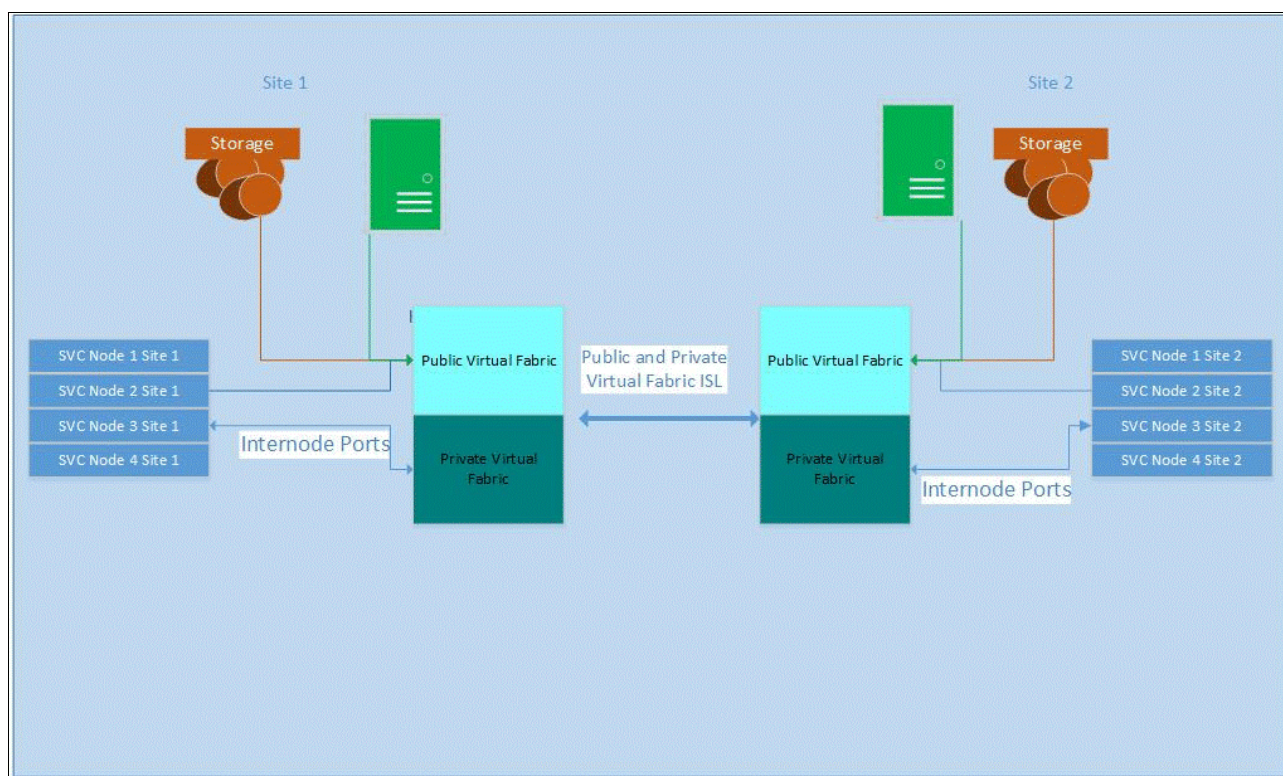 Site 1
Site 2
Storage
Storage
Public Virtual Fabric
Public and Private
Virtual Fabric ISL
Public Virtual Fabric
SVC Node 1 Site 1
SVC Node 2 Site 1
SVC Node 3 Site 1
SVC Node 4 Site 1
Internode Ports
Private Virtual
Fabric
Private Virtual
Fabric
Internode Ports
SVC Node 1 Site 2
SVC Node 2 Site 2
SVC Node 3 Site 2
SVC Node 4 Site 2